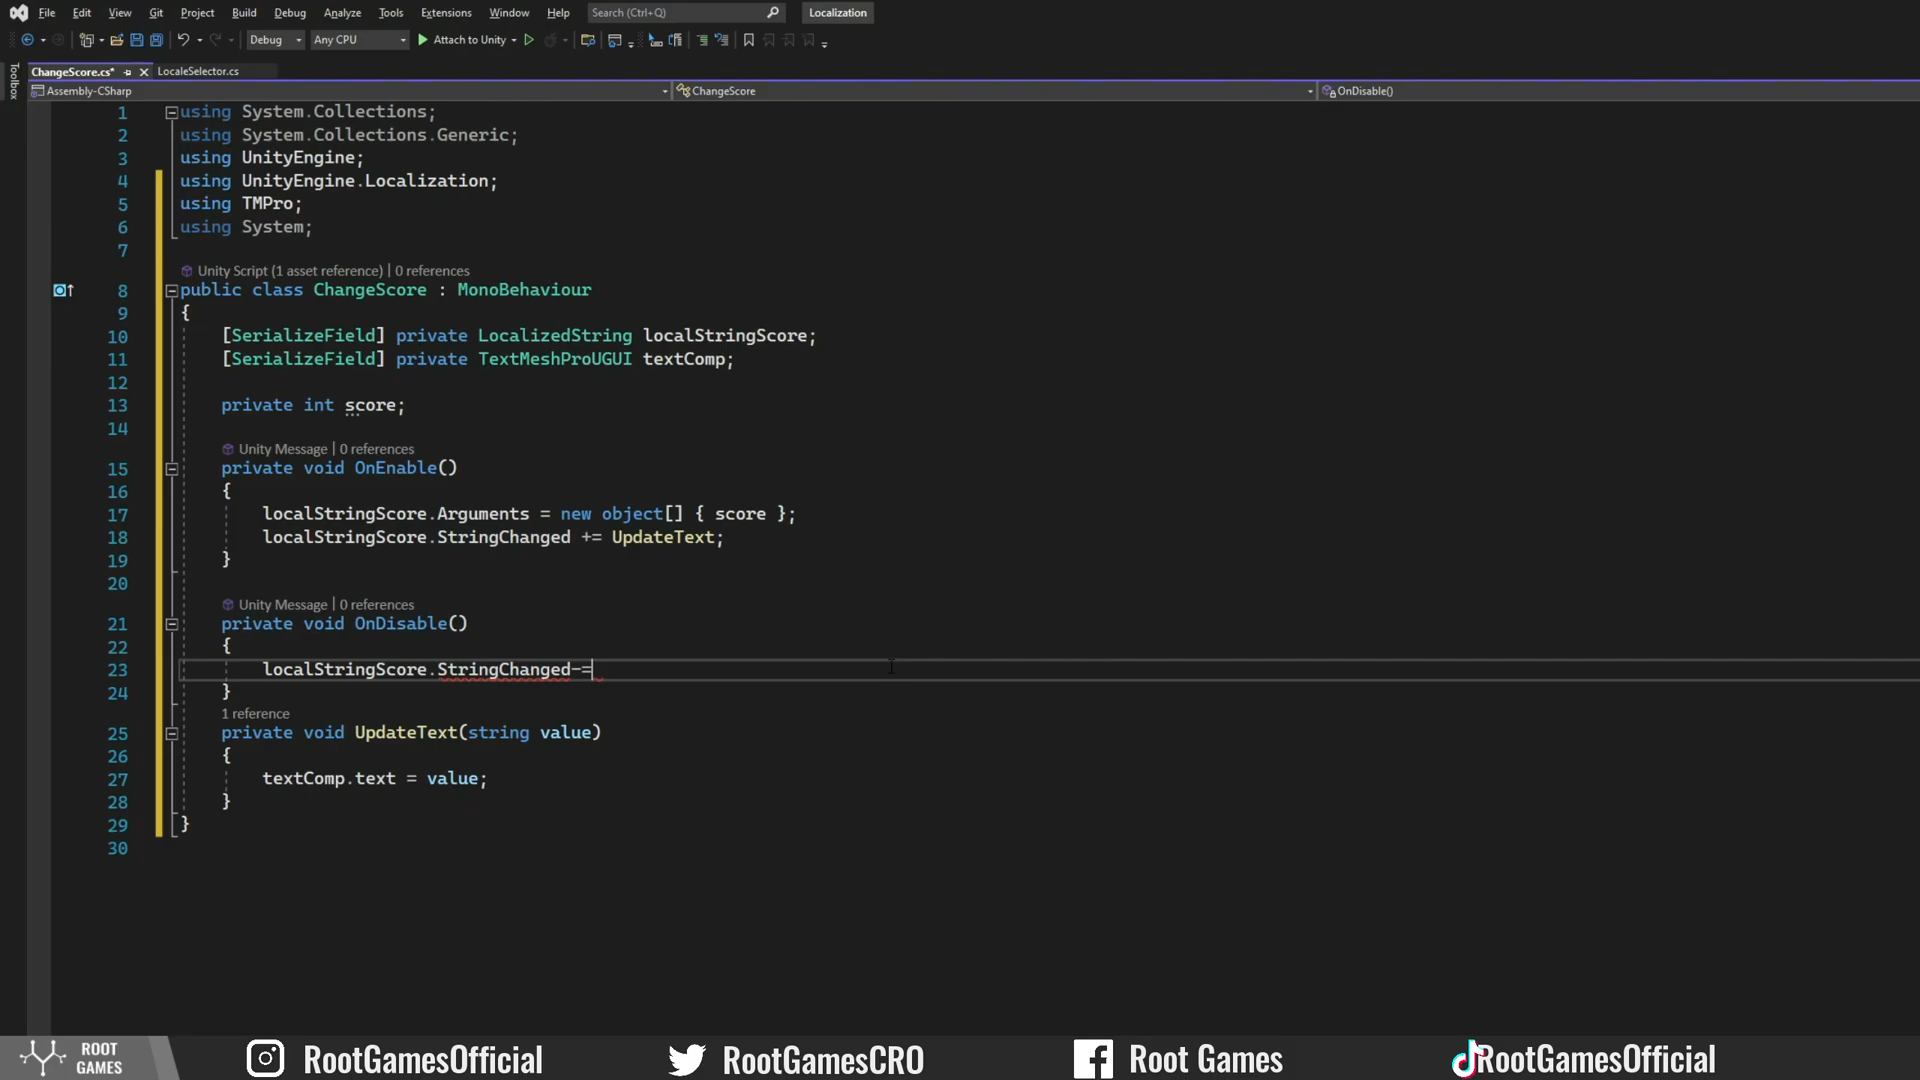 File Edit View Git Project Build Debug Analyze Tools Extensions Window Help Search (Ctrl+Q) Localization
Debug Any CPU Attach to Unity
Toolbox
ChangeScore.cs* LocaleSelector.cs
Assembly-CSharp ChangeScore OnDisable()
1 using System.Collections;
2 using System.Collections.Generic;
3 using UnityEngine;
4 using UnityEngine.Localization;
5 using TMPro;
6 using System;
7
Unity Script (1 asset reference) | 0 references
8 public class ChangeScore : MonoBehaviour
9 {
10 [SerializeField] private LocalizedString localStringScore;
11 [SerializeField] private TextMeshProUGUI textComp;
12
13 private int score;
14
Unity Message | 0 references
15 private void OnEnable()
16 {
17 localStringScore.Arguments = new object[] { score };
18 localStringScore.StringChanged += UpdateText;
19 }
20
Unity Message | 0 references
21 private void OnDisable()
22 {
23 localStringScore.StringChanged-=
24 }
1 reference
25 private void UpdateText(string value)
26 {
27 textComp.text = value;
28 }
29 }
30
ROOT GAMES RootGamesOfficial RootGamesCRO Root Games RootGamesOfficial